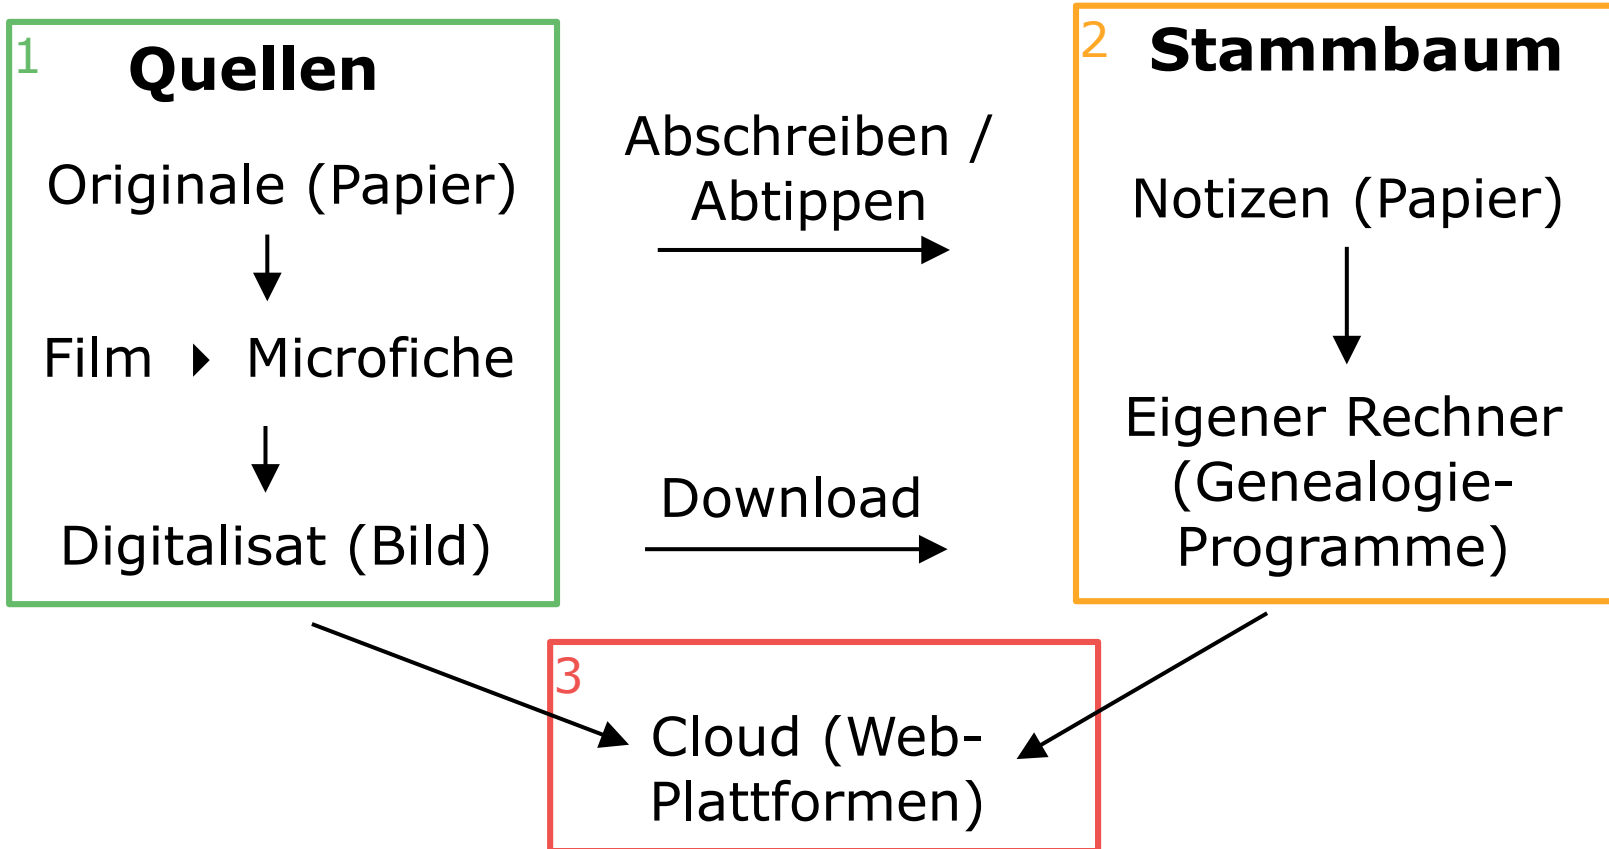 1
Quellen
Originale (Papier)
Film
Microfiche
Digitalisat (Bild)
Abschreiben /
Abtippen
Download
2
Stammbaum
Notizen (Papier)
Eigener Rechner
(Genealogie-
Programme)
3
Cloud (Web-
Plattformen)